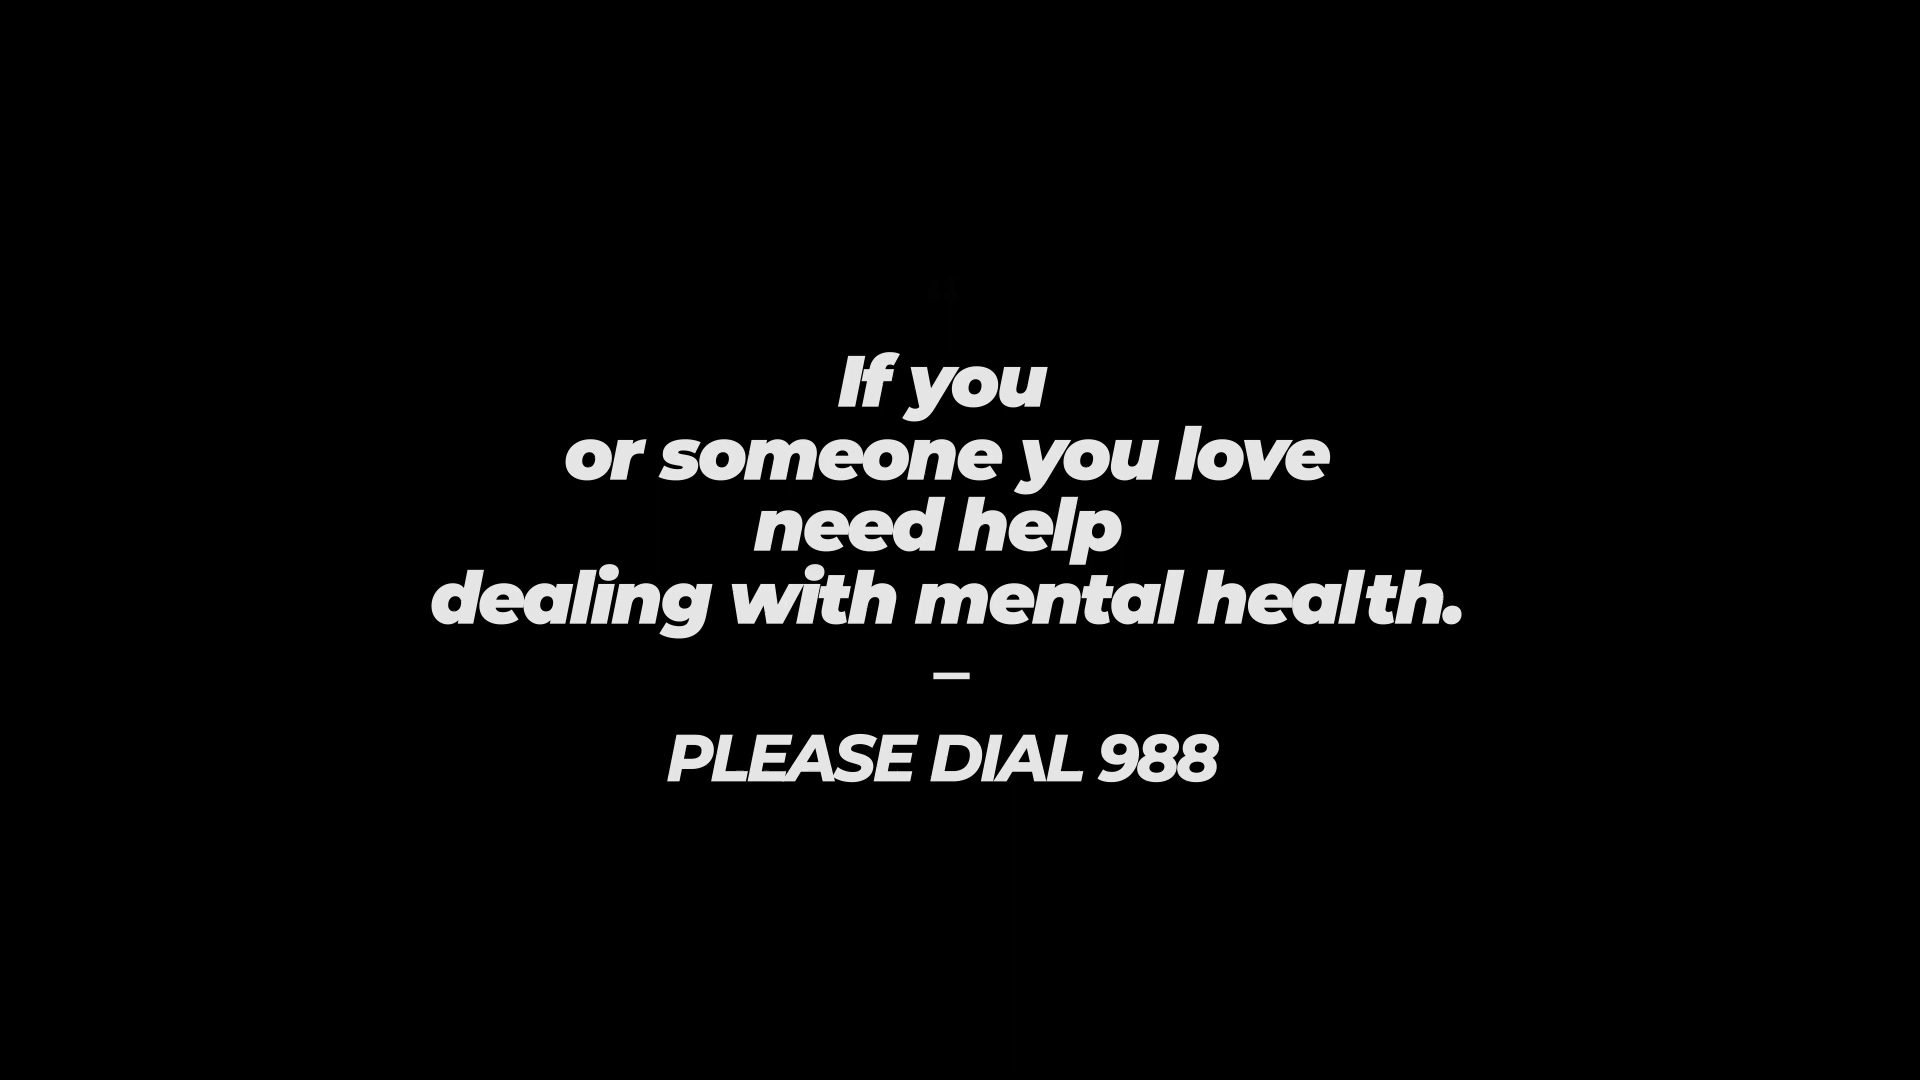 If you
or someone you love
need help
dealing with mental health.
—
PLEASE DIAL 988